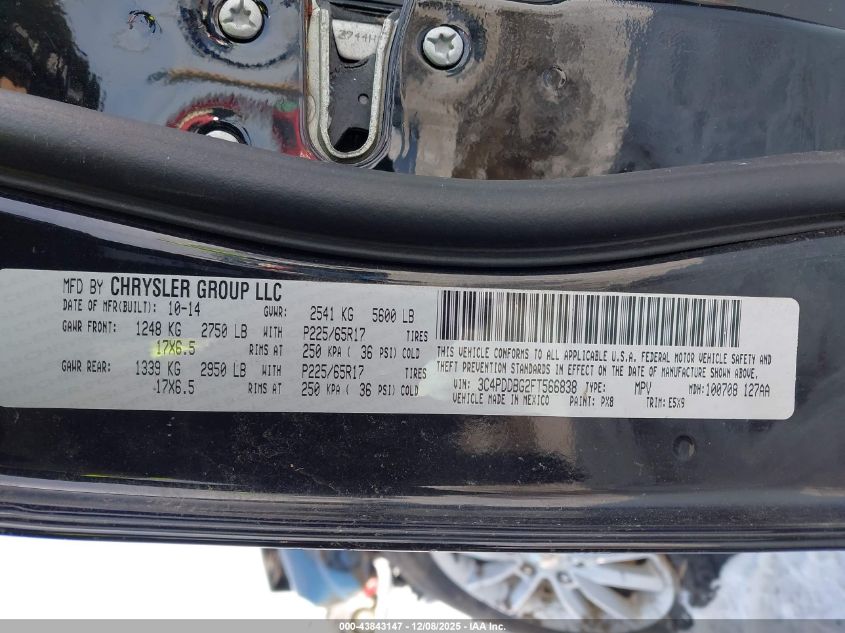 2744H
MFD BY CHRYSLER GROUP LLC
DATE OF MFR(BUILT): 10-14 GVWR: 2541 KG 5600 LB
GAWR FRONT: 1248 KG 2750 LB WITH P225/65R17 TIRES
17X6.5 RIMS AT 250 KPA ( 36 PSI) COLD
GAWR REAR: 1339 KG 2950 LB WITH P225/65R17 TIRES
17X6.5 RIMS AT 250 KPA ( 36 PSI) COLD
THIS VEHICLE CONFORMS TO ALL APPLICABLE U.S.A. FEDERAL MOTOR VEHICLE SAFETY AND
THEFT PREVENTION STANDARDS IN EFFECT ON THE DATE OF MANUFACTURE SHOWN ABOVE.
VIN: 3C4PDDBG2FT566838 TYPE: MPV MDH: 100708 127AA
VEHICLE MADE IN MEXICO PAINT: PX8 TRIM: E5X9
000-43843147 - 12/08/2025 - IAAI.COM